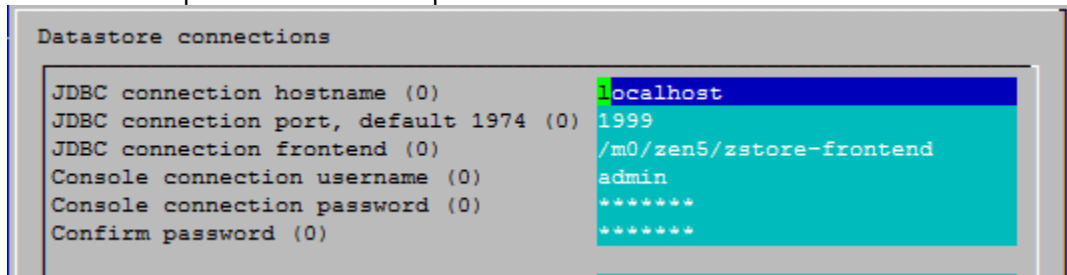 Datastore connections
JDBC connection hostname (0) localhost
JDBC connection port, default 1974 (0) 1999
JDBC connection frontend (0) /m0/zen5/zstore-frontend
Console connection username (0) admin
Console connection password (0) *******
Confirm password (0) *******